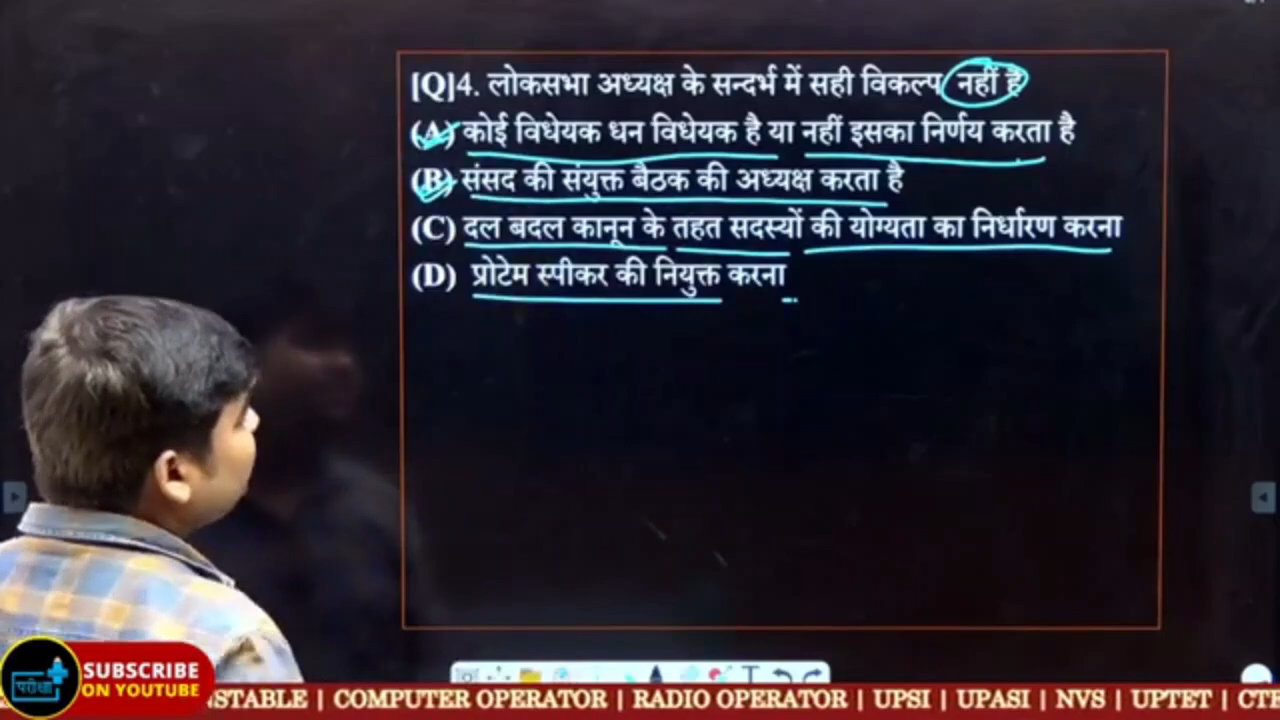 [Q]4. लोकसभा अध्यक्ष के सन्दर्भ में सही विकल्प नहीं है
(A) कोई विधेयक धन विधेयक है या नहीं इसका निर्णय करता है
(B) संसद की संयुक्त बैठक की अध्यक्ष करता है
(C) दल बदल कानून के तहत सदस्यों की योग्यता का निर्धारण करना
(D) प्रोटेम स्पीकर की नियुक्त करना
परीक्षा
SUBSCRIBE
ON YOUTUBE
STABLE | COMPUTER OPERATOR | RADIO OPERATOR | UPSI | UPASI | NVS | UPTET | CTE